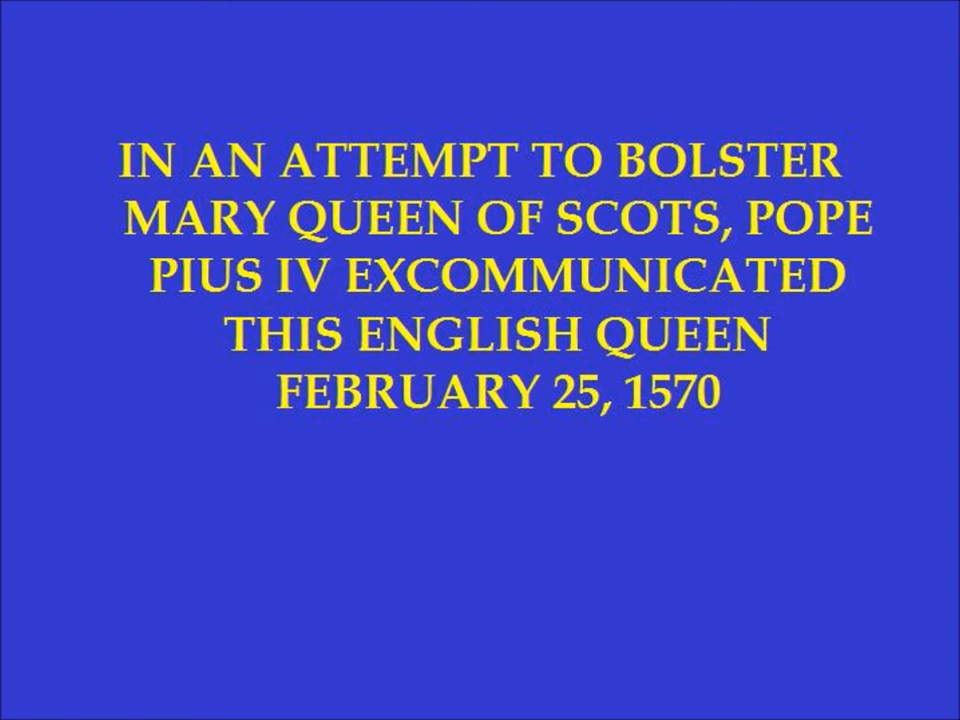 IN AN ATTEMPT TO BOLSTER
MARY QUEEN OF SCOTS, POPE
PIUS IV EXCOMMUNICATED
THIS ENGLISH QUEEN
FEBRUARY 25, 1570